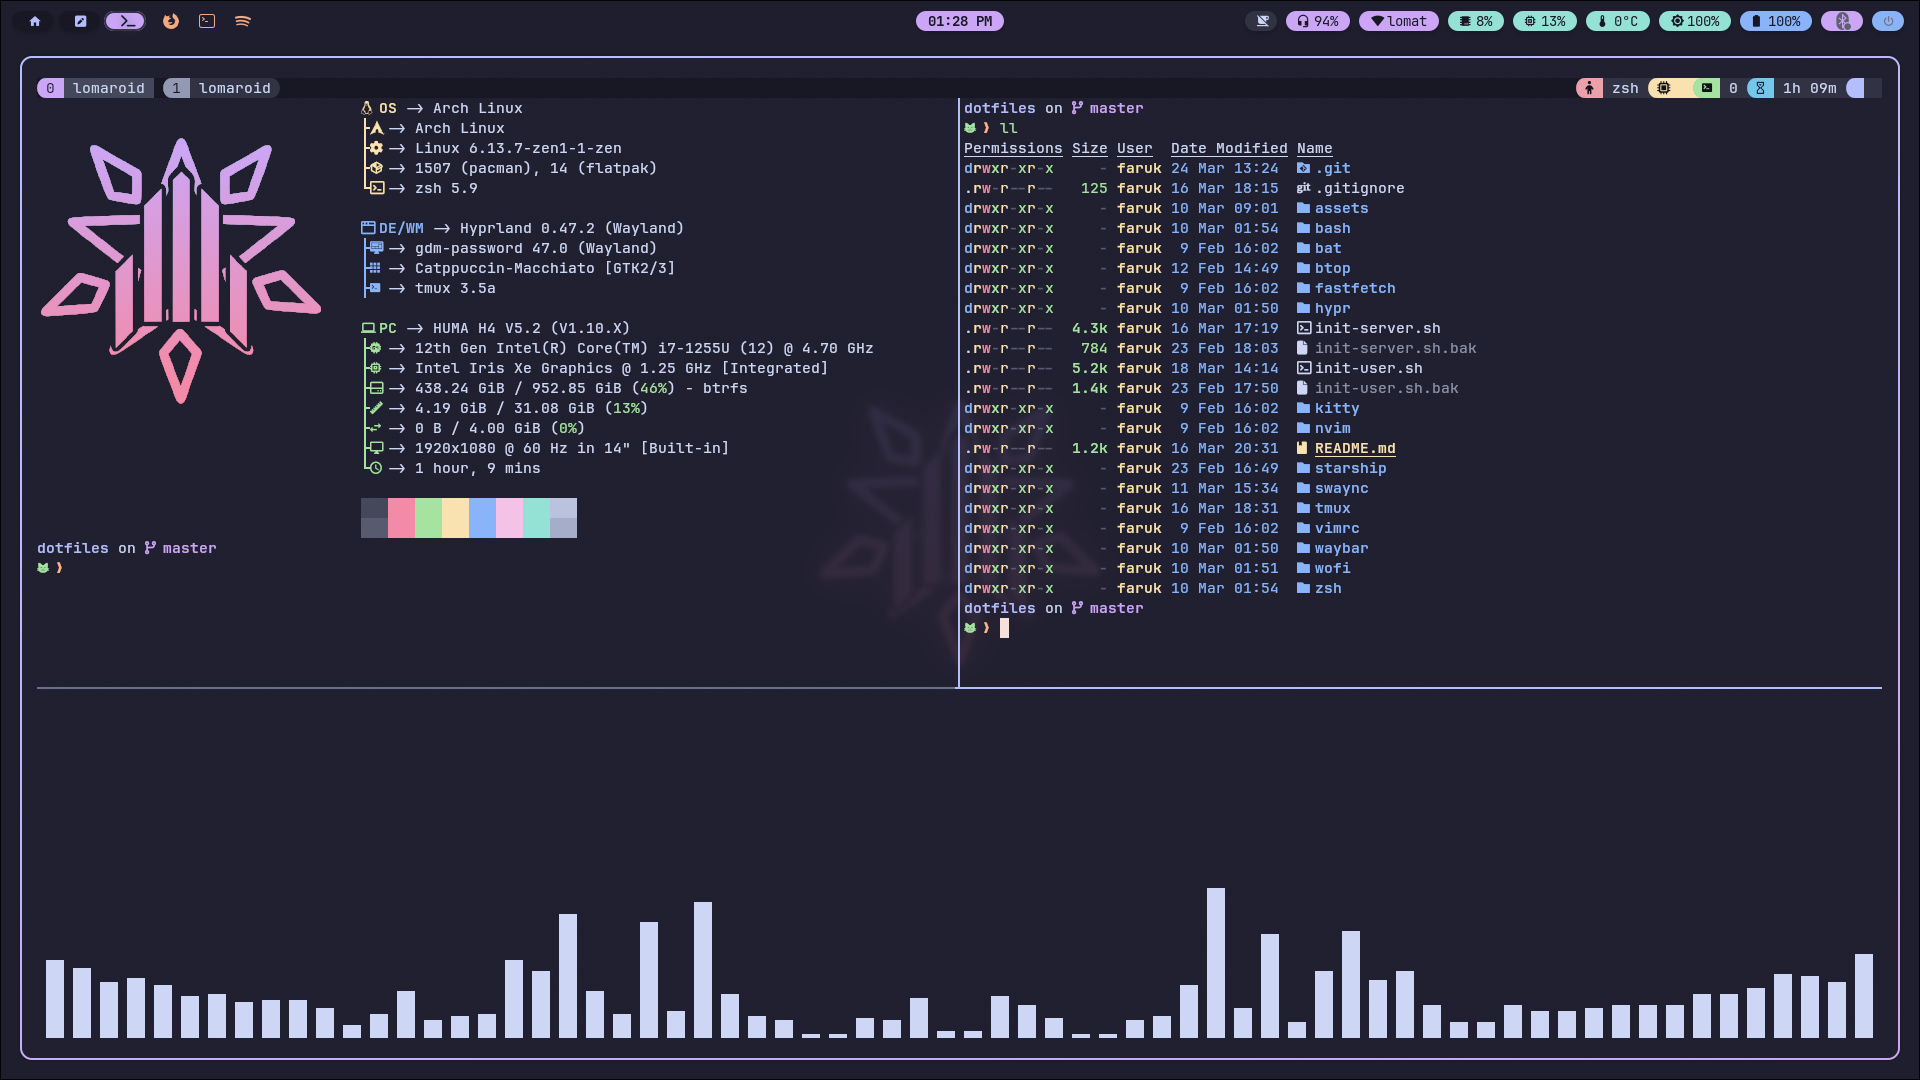 01:28 PM
94% lomat 8% 13% 0°C 100% 100%
0 lomaroid 1 lomaroid
zsh 0 1h 09m
OS -> Arch Linux
-> Arch Linux
-> Linux 6.13.7-zen1-1-zen
-> 1507 (pacman), 14 (flatpak)
-> zsh 5.9
DE/WM -> Hyprland 0.47.2 (Wayland)
-> gdm-password 47.0 (Wayland)
-> Catppuccin-Macchiato [GTK2/3]
-> tmux 3.5a
PC -> HUMA H4 V5.2 (V1.10.X)
-> 12th Gen Intel(R) Core(TM) i7-1255U (12) @ 4.70 GHz
-> Intel Iris Xe Graphics @ 1.25 GHz [Integrated]
-> 438.24 GiB / 952.85 GiB (46%) - btrfs
-> 4.19 GiB / 31.08 GiB (13%)
-> 0 B / 4.00 GiB (0%)
-> 1920x1080 @ 60 Hz in 14" [Built-in]
-> 1 hour, 9 mins
dotfiles on master
❱
dotfiles on master
❱ ll
Permissions Size User Date Modified Name
drwxr-xr-x - faruk 24 Mar 13:24 .git
.rw-r--r-- 125 faruk 16 Mar 18:15 git .gitignore
drwxr-xr-x - faruk 10 Mar 09:01 assets
drwxr-xr-x - faruk 10 Mar 01:54 bash
drwxr-xr-x - faruk 9 Feb 16:02 bat
drwxr-xr-x - faruk 12 Feb 14:49 btop
drwxr-xr-x - faruk 9 Feb 16:02 fastfetch
drwxr-xr-x - faruk 10 Mar 01:50 hypr
.rw-r--r-- 4.3k faruk 16 Mar 17:19 init-server.sh
.rw-r--r-- 784 faruk 23 Feb 18:03 init-server.sh.bak
.rw-r--r-- 5.2k faruk 18 Mar 14:14 init-user.sh
.rw-r--r-- 1.4k faruk 23 Feb 17:50 init-user.sh.bak
drwxr-xr-x - faruk 9 Feb 16:02 kitty
drwxr-xr-x - faruk 9 Feb 16:02 nvim
.rw-r--r-- 1.2k faruk 16 Mar 20:31 README.md
drwxr-xr-x - faruk 23 Feb 16:49 starship
drwxr-xr-x - faruk 11 Mar 15:34 swaync
drwxr-xr-x - faruk 16 Mar 18:31 tmux
drwxr-xr-x - faruk 9 Feb 16:02 vimrc
drwxr-xr-x - faruk 10 Mar 01:50 waybar
drwxr-xr-x - faruk 10 Mar 01:51 wofi
drwxr-xr-x - faruk 10 Mar 01:54 zsh
dotfiles on master
❱